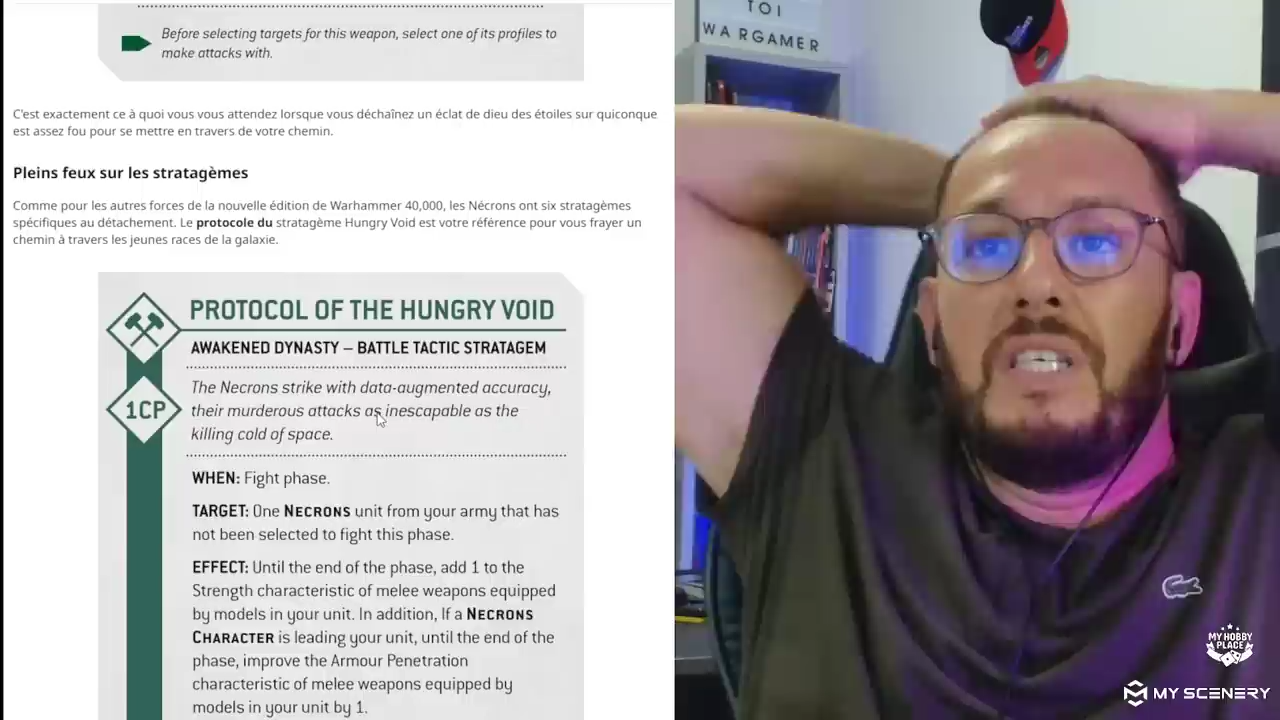 Before selecting targets for this weapon, select one of its profiles to
make attacks with.
C'est exactement ce à quoi vous vous attendez lorsque vous déchaînez un éclat de dieu des étoiles sur quiconque
est assez fou pour se mettre en travers de votre chemin.
Pleins feux sur les stratagèmes
Comme pour les autres forces de la nouvelle édition de Warhammer 40,000, les Nécrons ont six stratagèmes
spécifiques au détachement. Le protocole du stratagème Hungry Void est votre référence pour vous frayer un
chemin à travers les jeunes races de la galaxie.
PROTOCOL OF THE HUNGRY VOID
AWAKENED DYNASTY – BATTLE TACTIC STRATAGEM
1CP
The Necrons strike with data-augmented accuracy,
their murderous attacks as inescapable as the
killing cold of space.
WHEN: Fight phase.
TARGET: One NECRONS unit from your army that has
not been selected to fight this phase.
EFFECT: Until the end of the phase, add 1 to the
Strength characteristic of melee weapons equipped
by models in your unit. In addition, If a NECRONS
CHARACTER is leading your unit, until the end of the
phase, improve the Armour Penetration
characteristic of melee weapons equipped by
models in your unit by 1.
TOI
WARGAMER
MY HOBBY
PLACE
MY SCENERY